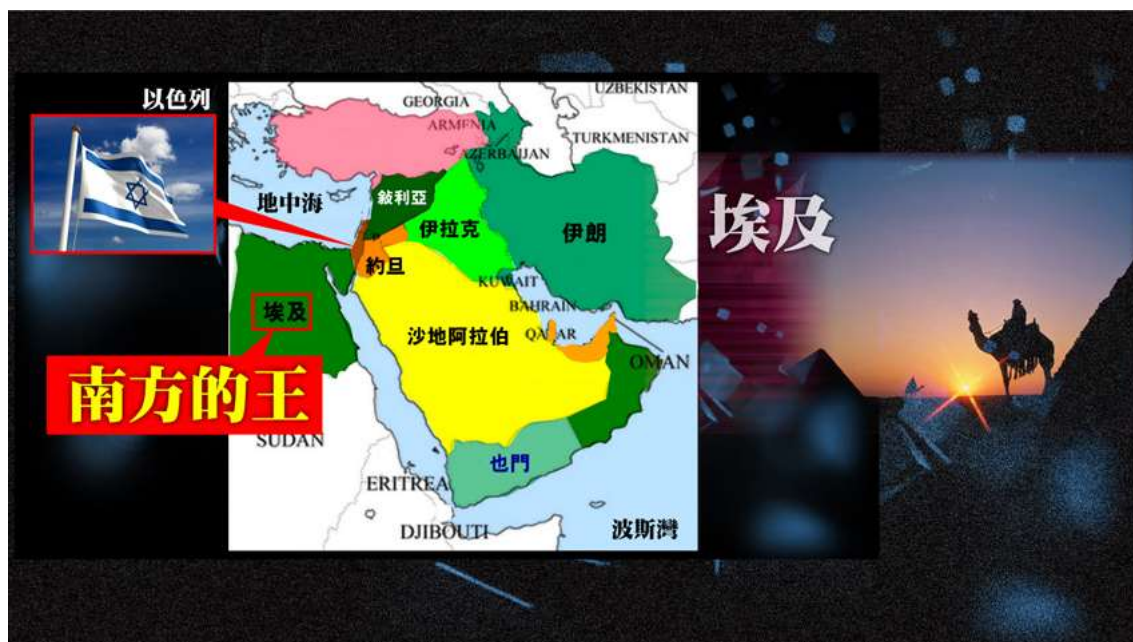 以色列
GEORGIA
UZBEKISTAN
ARMENIA
AZERBAIJAN
TURKMENISTAN
地中海
敍利亞
伊拉克
伊朗
約旦
埃及
KUWAIT
BAHRAIN
QATAR
沙地阿拉伯
OMAN
埃及
南方的王
SUDAN
也門
ERITREA
DJIBOUTI
波斯灣